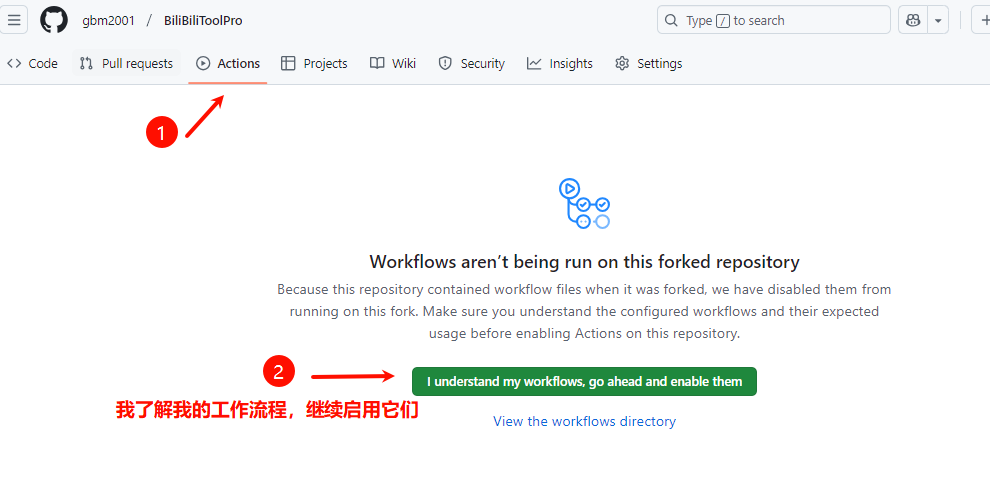 gbm2001 / BiliBiliToolPro Type / to search
Code Pull requests Actions Projects Wiki Security Insights Settings
1
Workflows aren’t being run on this forked repository
Because this repository contained workflow files when it was forked, we have disabled them from
running on this fork. Make sure you understand the configured workflows and their expected
usage before enabling Actions on this repository.
2
I understand my workflows, go ahead and enable them
我了解我的工作流程，继续启用它们
View the workflows directory